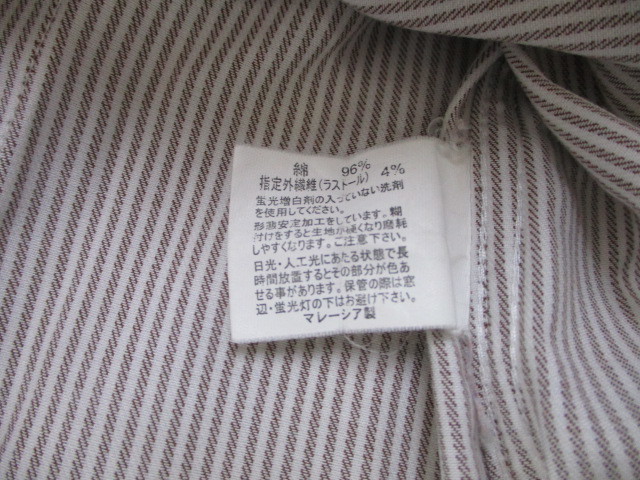 綿 96%
指定外繊維(ラストール) 4%
蛍光増白剤の入っていない洗剤
を使用してください。
形態安定加工をしています。糊
付けをすると生地が硬くなり磨耗
しやすくなります。ご注意下さい。
日光・人工光にあたる状態で長
時間放置するとその部分が色あ
せる事があります。保管の際は窓
辺・蛍光灯の下はお避け下さい。
マレーシア製